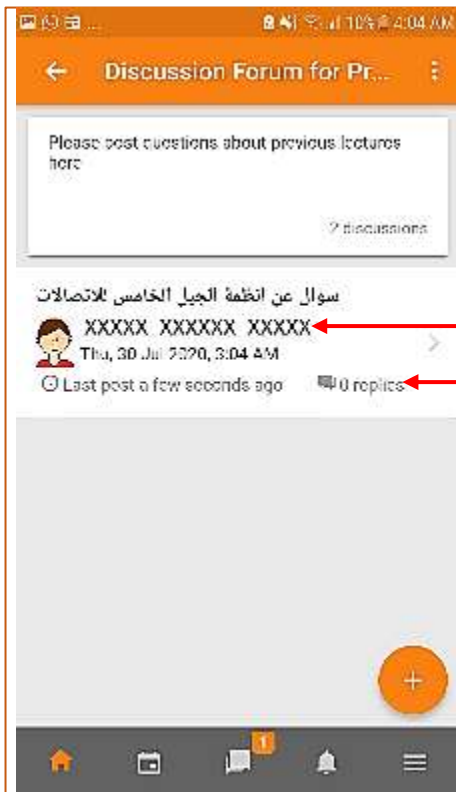 10% 4:04 AM
Discussion Forum for Pr...
Please post questions about previous lectures
here
2 discussions
سوال عن انظمة الجيل الخامس للاتصالات
XXXXX XXXXXX XXXXX
Thu, 30 Jul 2020, 3:04 AM
Last post a few seconds ago 0 replies
1